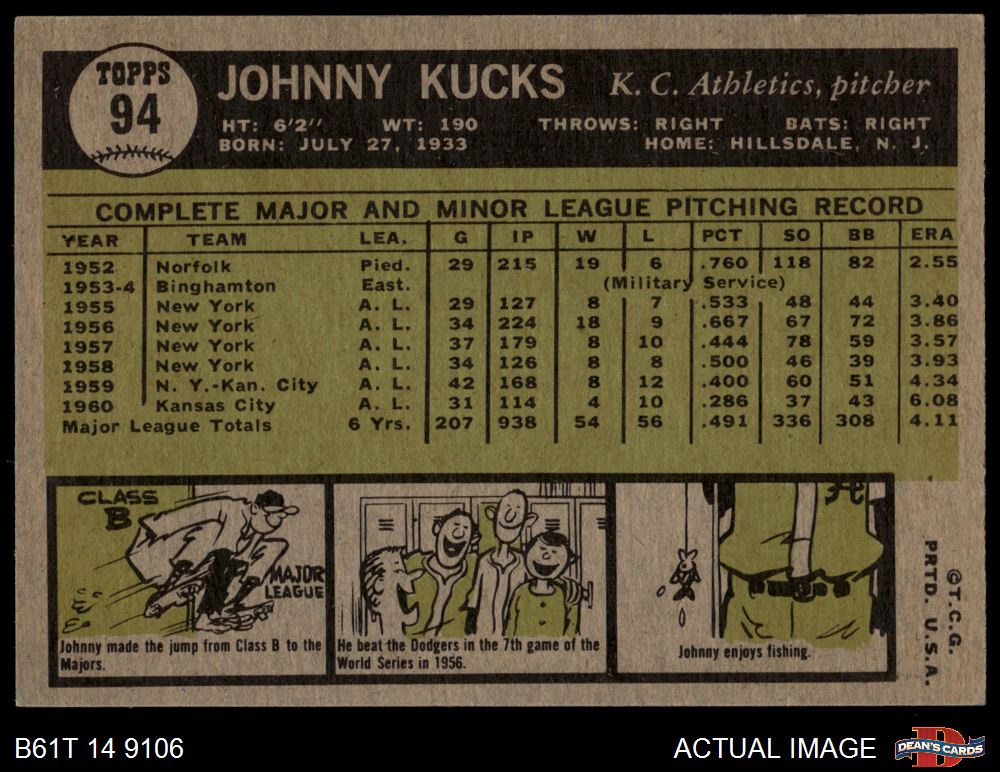 TOPPS
94
JOHNNY KUCKS K. C. Athletics, pitcher
HT: 6'2" WT: 190 THROWS: RIGHT BATS: RIGHT
BORN: JULY 27, 1933 HOME: HILLSDALE, N. J.
COMPLETE MAJOR AND MINOR LEAGUE PITCHING RECORD
YEAR TEAM LEA. G IP W L PCT SO BB ERA
1952 Norfolk Pied. 29 215 19 6 .760 118 82 2.55
1953-4 Binghamton East. (Military Service)
1955 New York A. L. 29 127 8 7 .533 48 44 3.40
1956 New York A. L. 34 224 18 9 .667 67 72 3.86
1957 New York A. L. 37 179 8 10 .444 78 59 3.57
1958 New York A. L. 34 126 8 8 .500 46 39 3.93
1959 N. Y.-Kan. City A. L. 42 168 8 12 .400 60 51 4.34
1960 Kansas City A. L. 31 114 4 10 .286 37 43 6.08
Major League Totals 6 Yrs. 207 938 54 56 .491 336 308 4.11
CLASS
B
MAJOR
LEAGUE
Johnny made the jump from Class B to the
Majors.
He beat the Dodgers in the 7th game of the
World Series in 1956.
A
Johnny enjoys fishing.
© T. C. G.
PRTD. U.S.A.
B61T 14 9106
ACTUAL IMAGE
D
DEAN'S CARDS